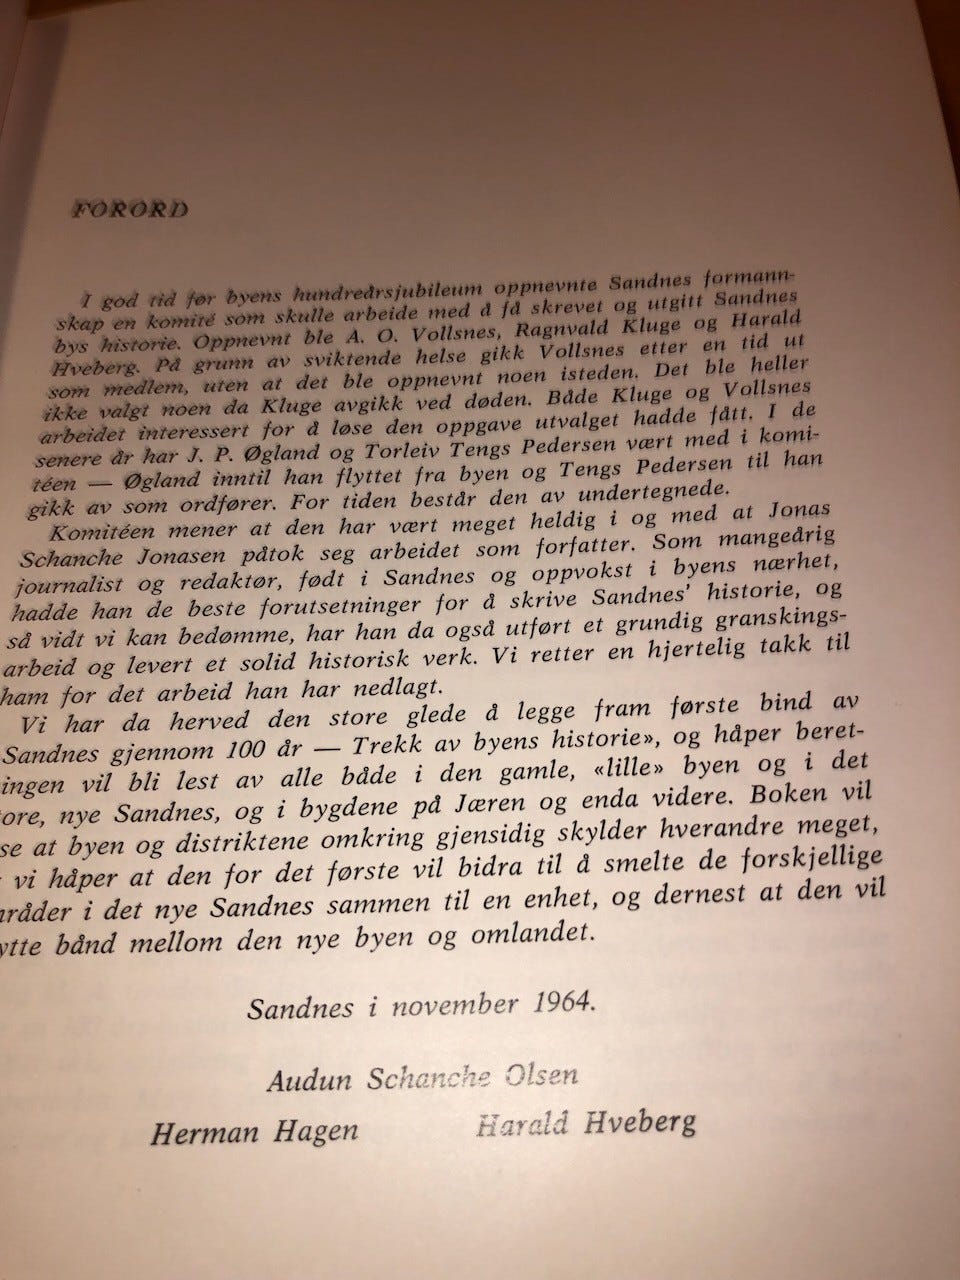 FORORD
I god tid før byens hundreårsjubileum oppnevnte Sandnes formann-
skap en komité som skulle arbeide med å få skrevet og utgitt Sandnes
bys historie. Oppnevnt ble A. O. Vollsnes, Ragnvald Kluge og Harald
Hveberg. På grunn av sviktende helse gikk Vollsnes etter en tid ut
som medlem, uten at det ble oppnevnt noen isteden. Det ble heller
ikke valgt noen da Kluge avgikk ved døden. Både Kluge og Vollsnes
arbeidet interessert for å løse den oppgave utvalget hadde fått. I de
senere år har J. P. Øgland og Torleiv Tengs Pedersen vært med i komi-
téen — Øgland inntil han flyttet fra byen og Tengs Pedersen til han
gikk av som ordfører. For tiden består den av undertegnede.
Komitéen mener at den har vært meget heldig i og med at Jonas
Schanche Jonasen påtok seg arbeidet som forfatter. Som mangeårig
journalist og redaktør, født i Sandnes og oppvokst i byens nærhet,
hadde han de beste forutsetninger for å skrive Sandnes' historie, og
så vidt vi kan bedømme, har han da også utført et grundig granskings-
arbeid og levert et solid historisk verk. Vi retter en hjertelig takk til
ham for det arbeid han har nedlagt.
Vi har da herved den store glede å legge fram første bind av
Sandnes gjennom 100 år — Trekk av byens historie», og håper beret-
ingen vil bli lest av alle både i den gamle, «lille» byen og i det
ore, nye Sandnes, og i bygdene på Jæren og enda videre. Boken vil
se at byen og distriktene omkring gjensidig skylder hverandre meget,
vi håper at den for det første vil bidra til å smelte de forskjellige
råder i det nye Sandnes sammen til en enhet, og dernest at den vil
ytte bånd mellom den nye byen og omlandet.
Sandnes i november 1964.
Audun Schanche Olsen
Herman Hagen Harald Hveberg